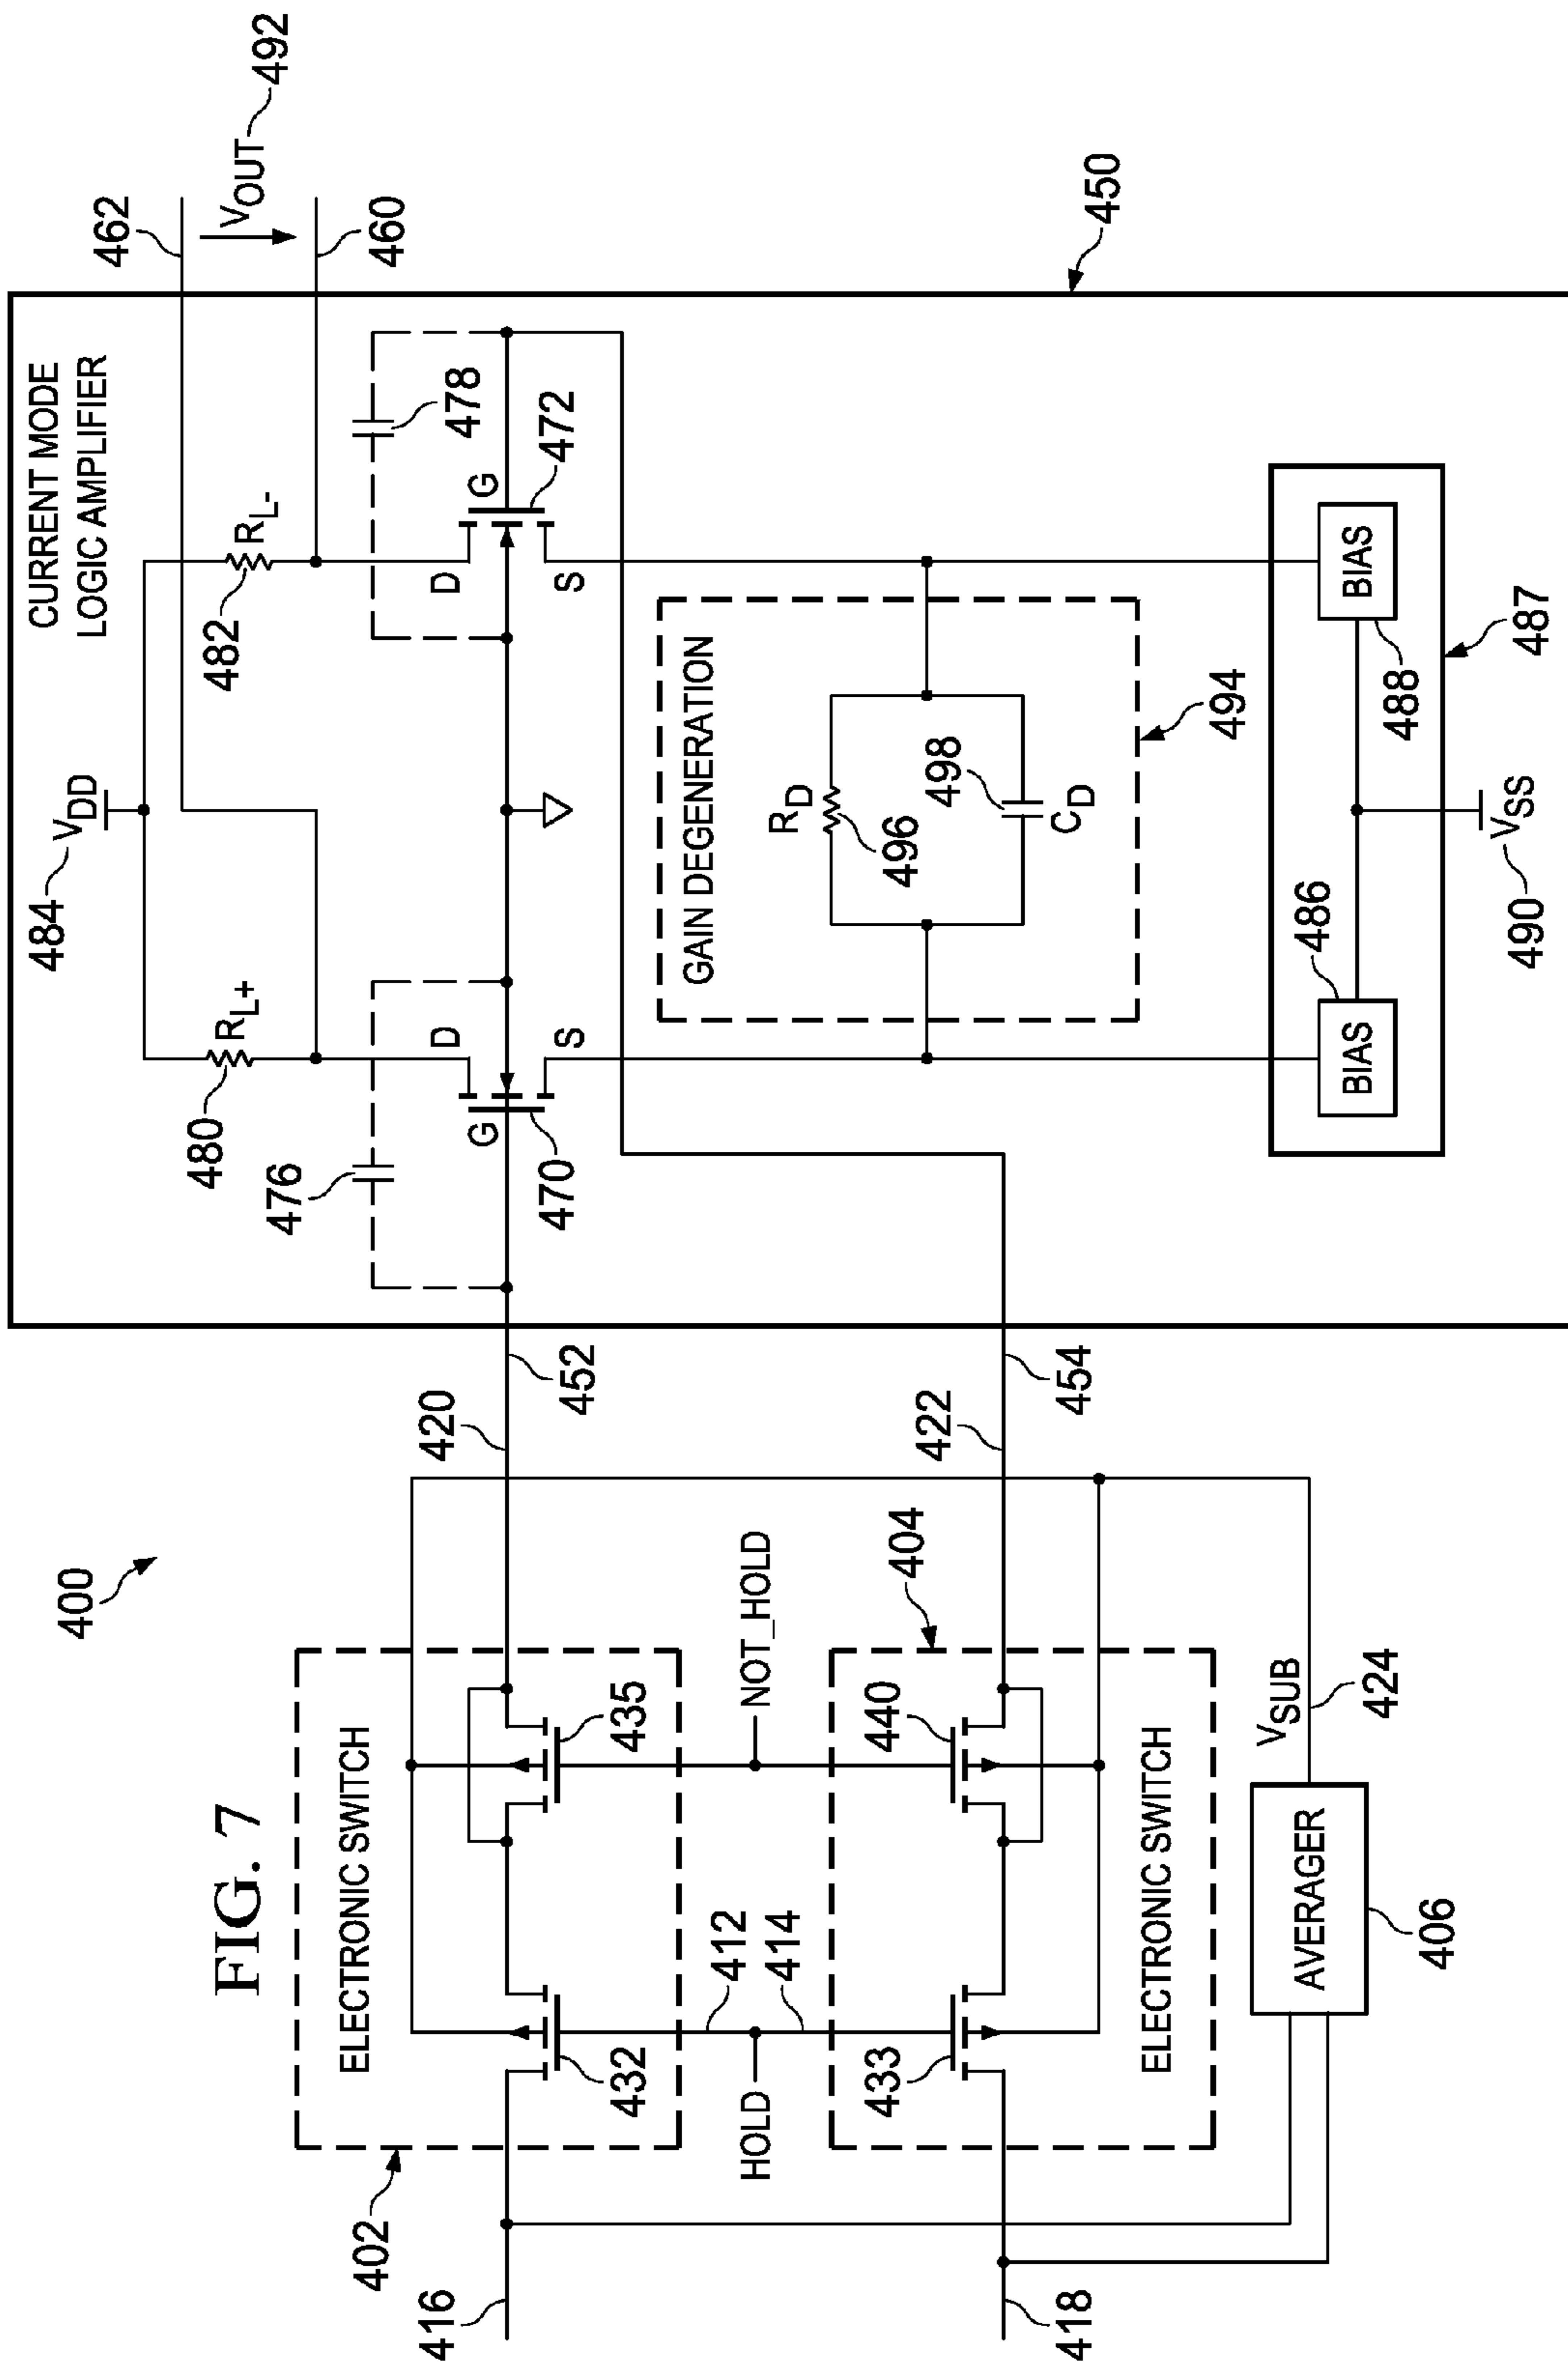 FIG. 7
400
ELECTRONIC SWITCH
402
416
432
435
420
452
412
414
HOLD
NOT_HOLD
404
433
440
422
454
418
ELECTRONIC SWITCH
VSUB
424
AVERAGER
406
CURRENT MODE
LOGIC AMPLIFIER
484
VDD
462
VOUT
492
460
480
RL+
482
RL-
476
478
D
G
S
470
D
G
S
472
450
GAIN DEGENERATION
RD
496
498
CD
494
486
BIAS
BIAS
488
487
490
VSS